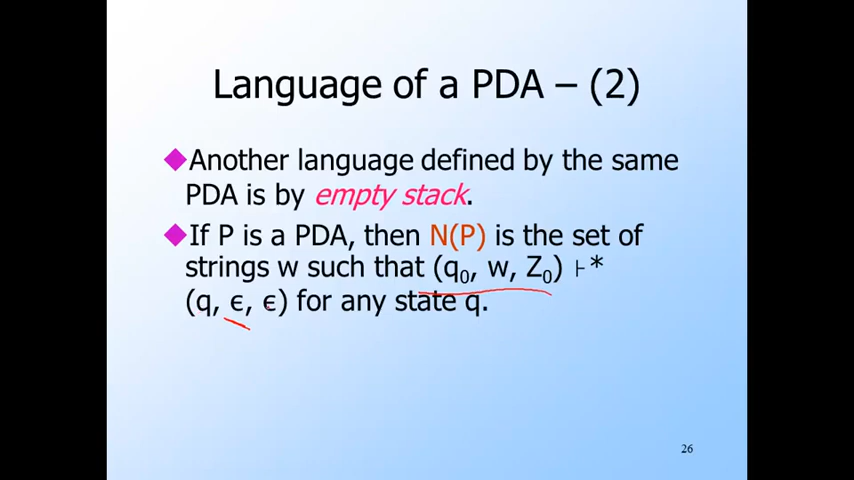 Language of a PDA – (2)
◆Another language defined by the same
PDA is by empty stack.
◆If P is a PDA, then N(P) is the set of
strings w such that (q₀, w, Z₀) ⊦*
(q, ϵ, ϵ) for any state q.
26